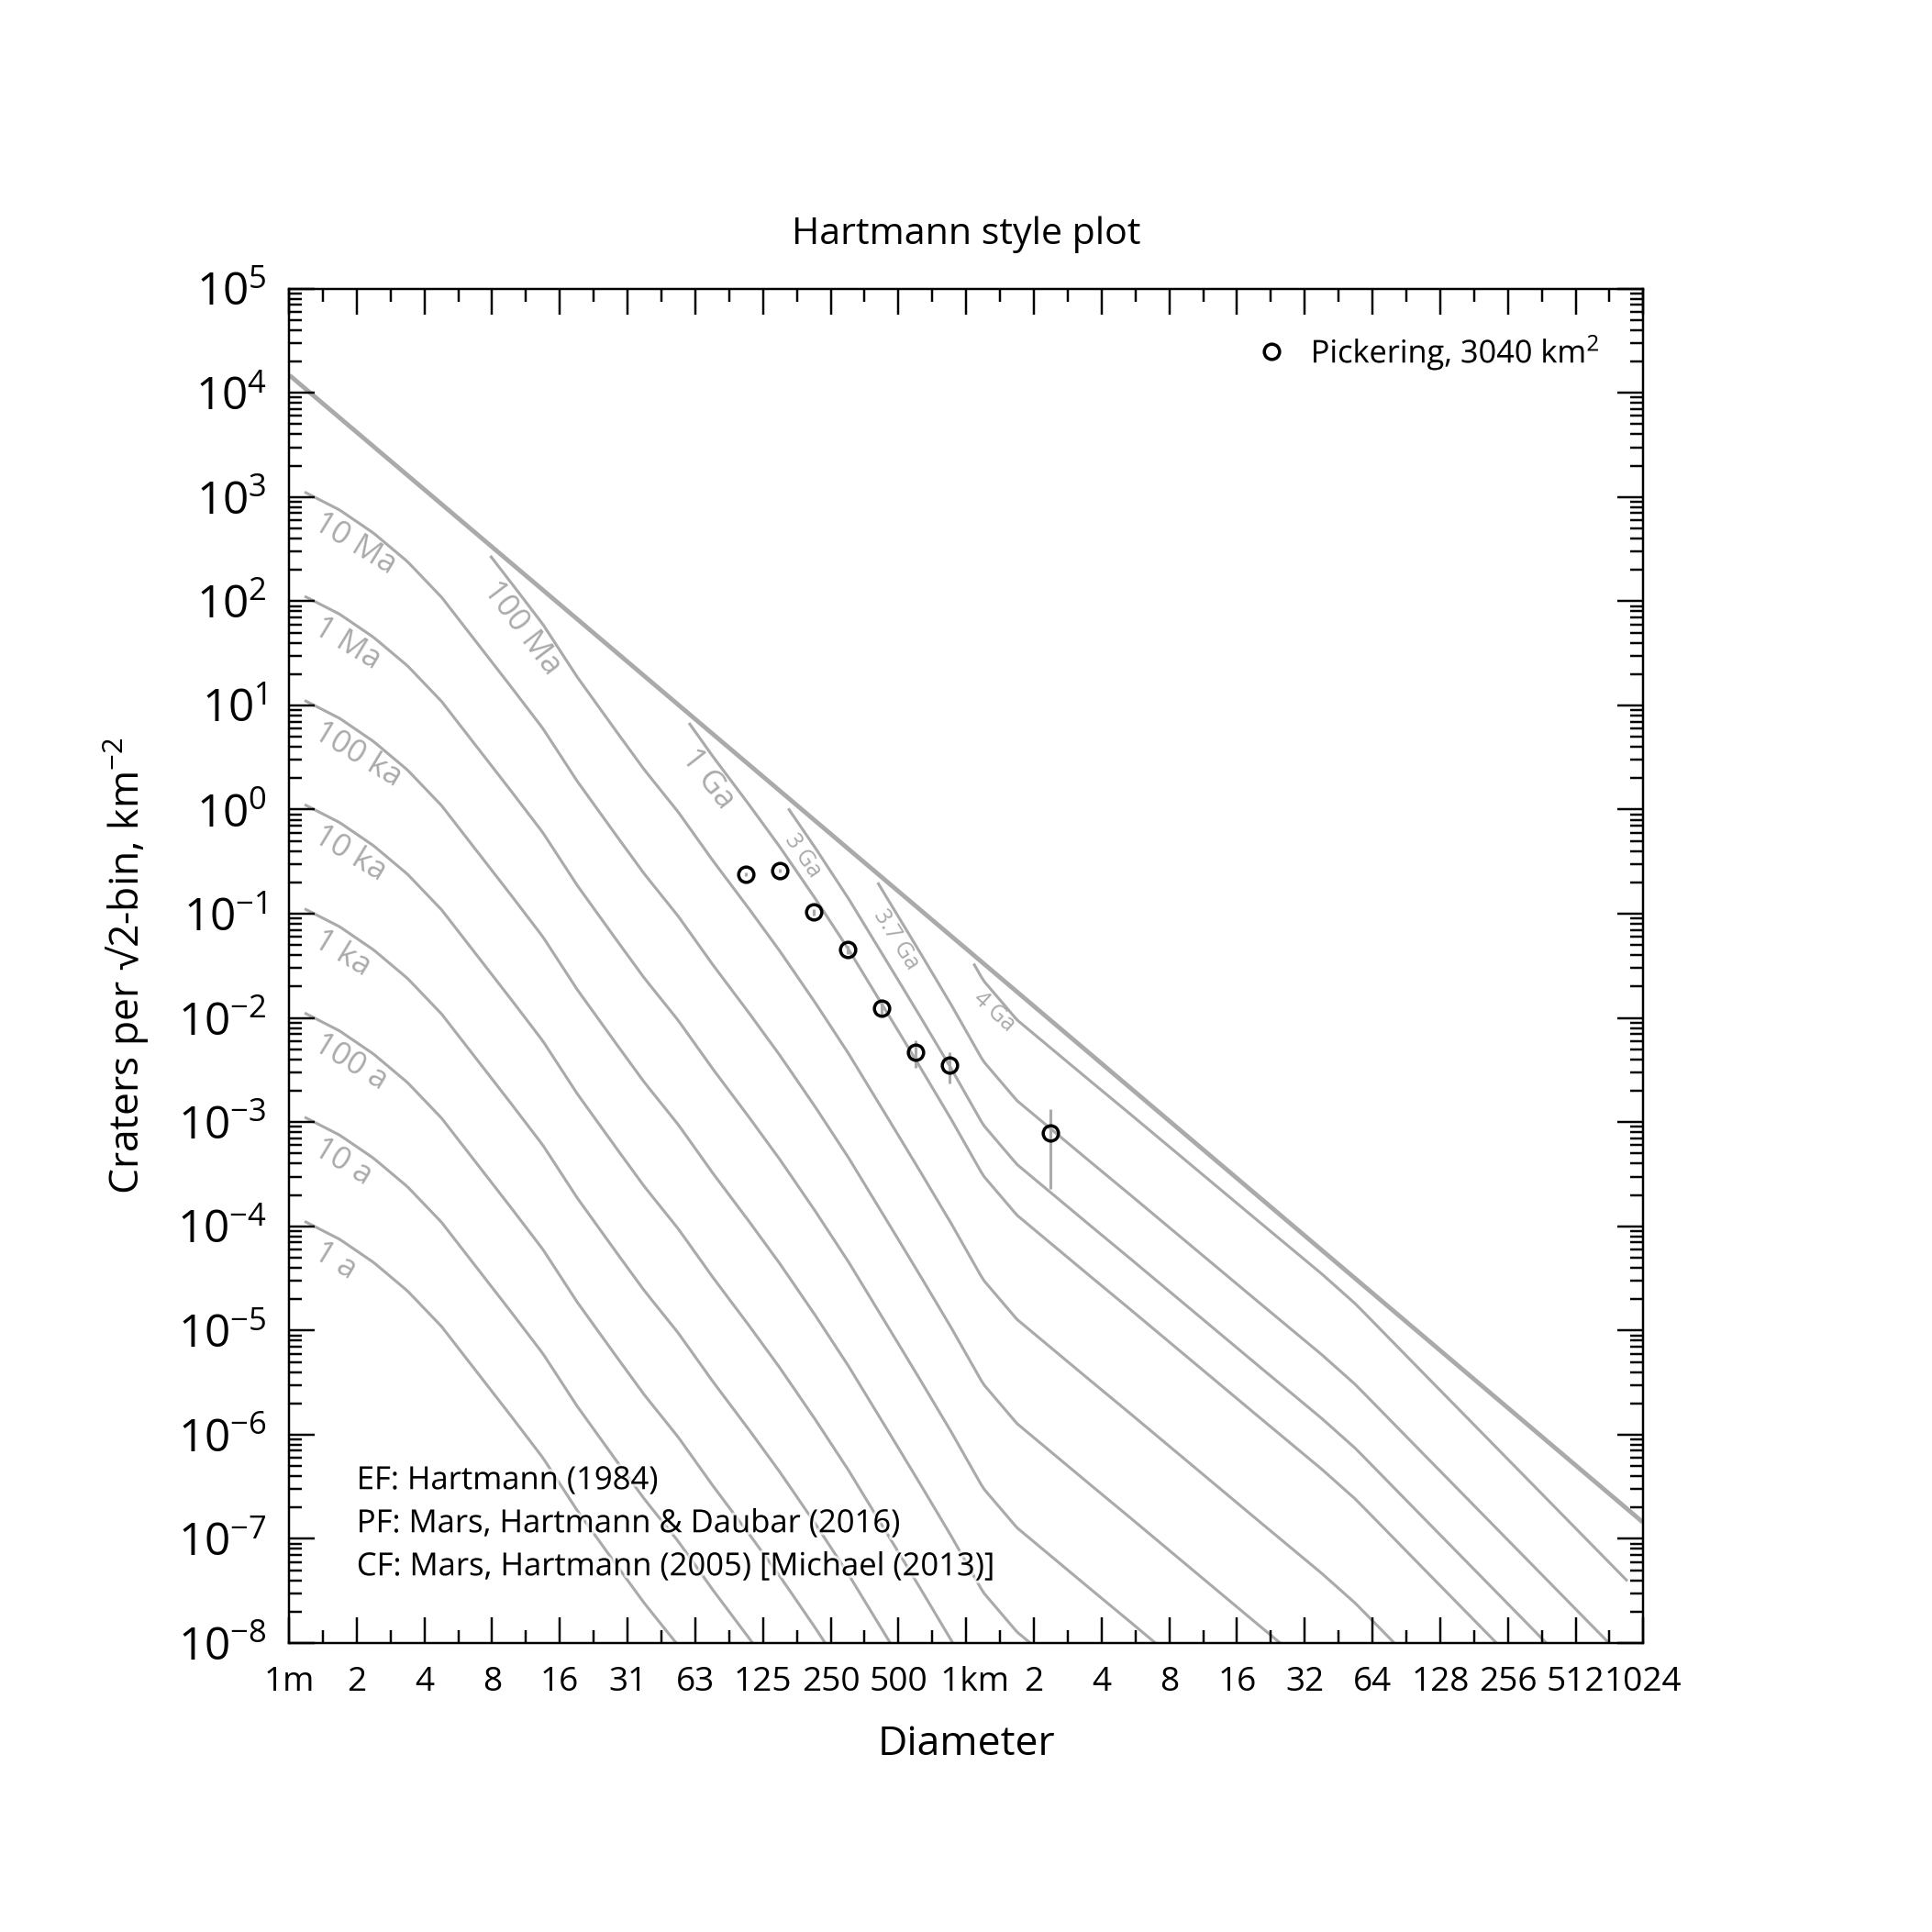 Hartmann style plot
Pickering, 3040 km²
10⁵
10⁴
10³
10²
10¹
10⁰
10⁻¹
10⁻²
10⁻³
10⁻⁴
10⁻⁵
10⁻⁶
10⁻⁷
10⁻⁸
Craters per √2-bin, km⁻²
10 Ma
1 Ma
100 ka
10 ka
1 ka
100 a
10 a
1 a
100 Ma
1 Ga
3 Ga
3.7 Ga
4 Ga
EF: Hartmann (1984)
PF: Mars, Hartmann & Daubar (2016)
CF: Mars, Hartmann (2005) [Michael (2013)]
1m 2 4 8 16 31 63 125 250 500 1km 2 4 8 16 32 64 128 256 512 1024
Diameter